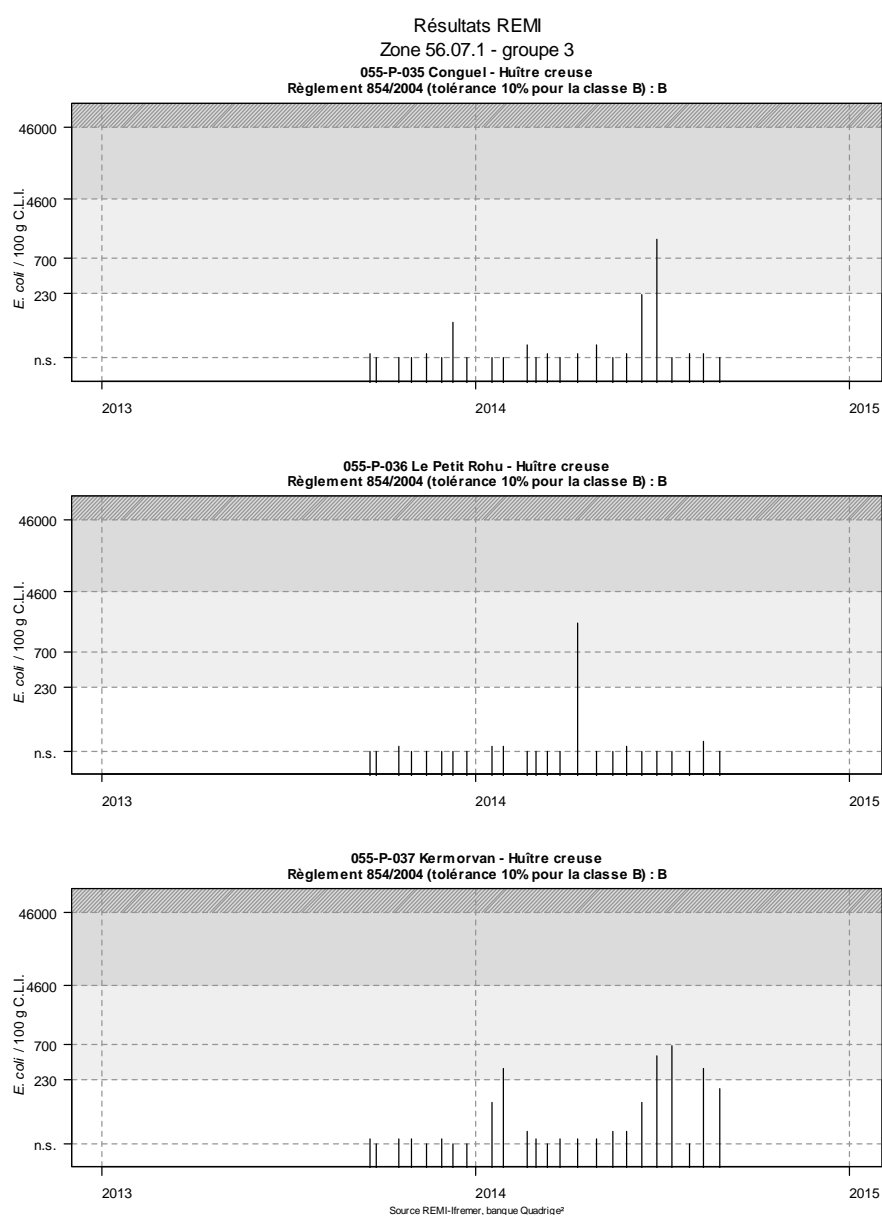 Résultats REMI
Zone 56.07.1 - groupe 3
055-P-035 Conguel - Huître creuse
Règlement 854/2004 (tolérance 10% pour la classe B) : B
E. coli / 100 g C.L.I.
46000
4600
700
230
n.s.
2013 2014 2015
055-P-036 Le Petit Rohu - Huître creuse
Règlement 854/2004 (tolérance 10% pour la classe B) : B
E. coli / 100 g C.L.I.
46000
4600
700
230
n.s.
2013 2014 2015
055-P-037 Kermorvan - Huître creuse
Règlement 854/2004 (tolérance 10% pour la classe B) : B
E. coli / 100 g C.L.I.
46000
4600
700
230
n.s.
2013 2014 2015
Source REMI-Ifremer, banque Quadrige²